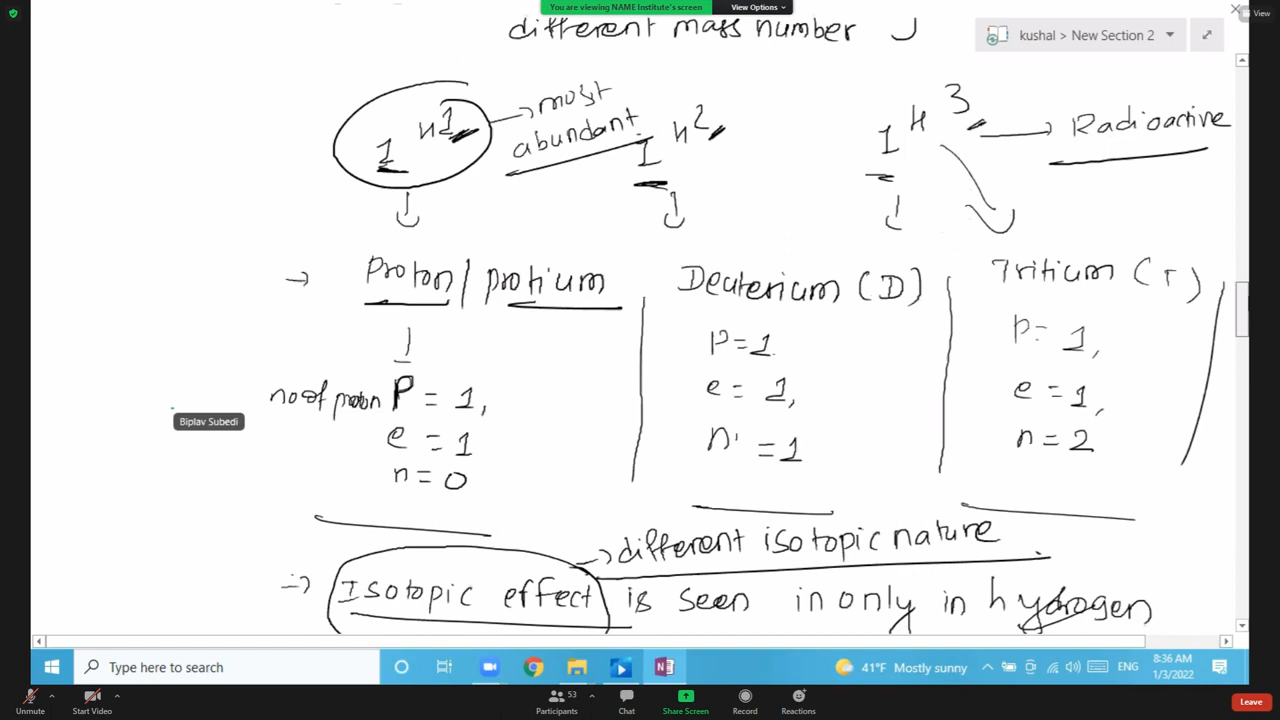 You are viewing NAME Institute's screen View Options
View
different mass number
kushal > New Section 2
1 H 1 → most abundant
1 H 2
1 H 3 → Radioactive
→ Proton / protium
Deuterium (D)
Tritium (T)
no of proton P = 1,
e = 1
n = 0
P = 1
e = 1,
n = 1
P = 1,
e = 1,
n = 2
Biplav Subedi
→ different isotopic nature
⇒ Isotopic effect is seen in only in hydrogen
Type here to search
41°F Mostly sunny
ENG
8:36 AM
1/3/2022
Unmute
Start Video
Participants 53
Chat
Share Screen
Record
Reactions
Leave